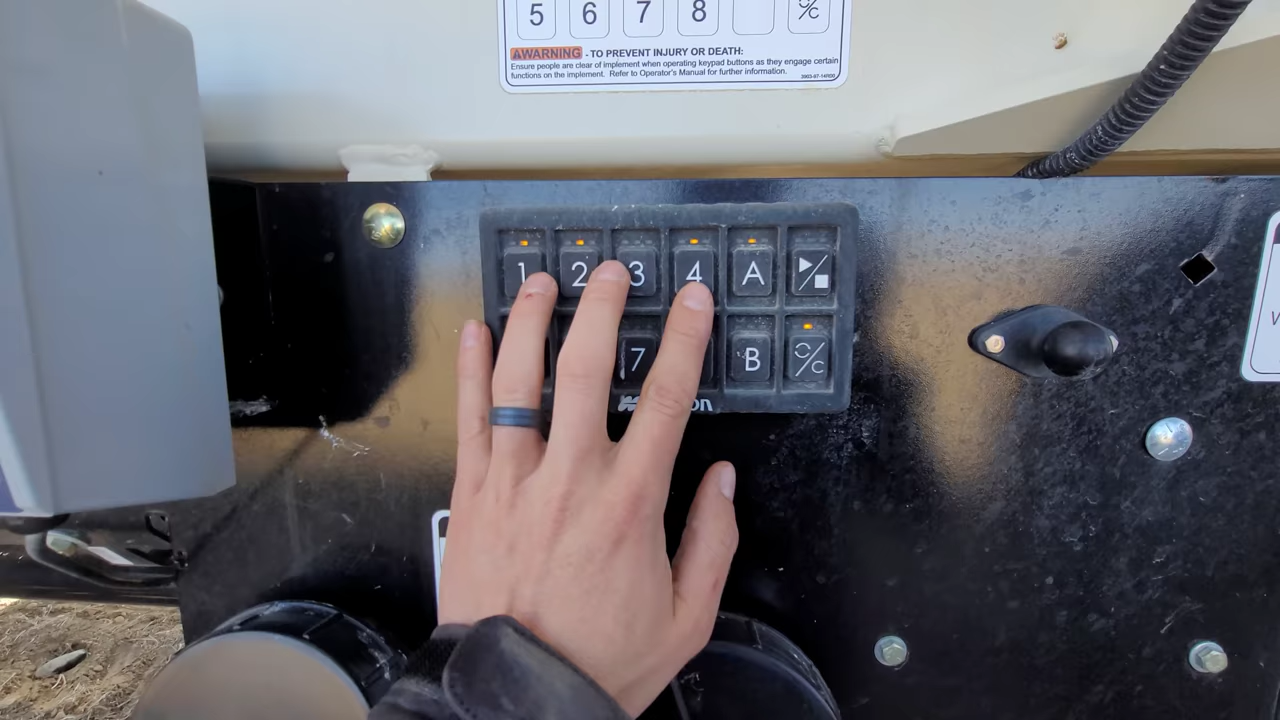 5 6 7 8 O/C
⚠WARNING - TO PREVENT INJURY OR DEATH:
Ensure people are clear of implement when operating keypad buttons as they engage certain
functions on the implement. Refer to Operator's Manual for further information.
1 2 3 4 A
7 B O/C
on
W